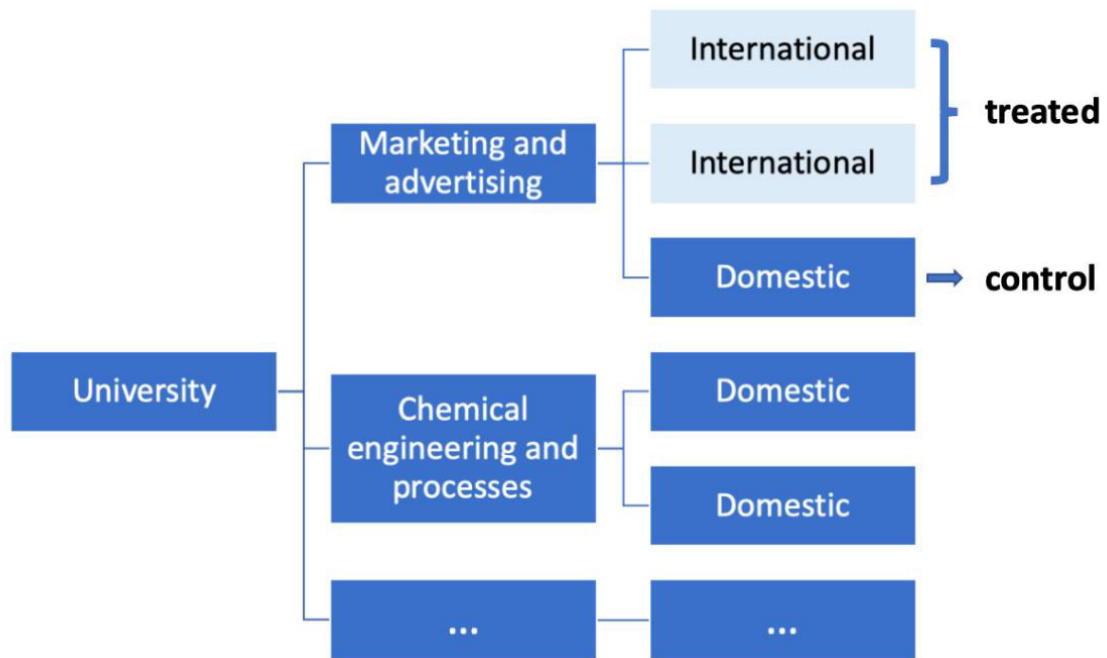 University
Marketing and
advertising
International
International
treated
Domestic
control
Chemical
engineering and
processes
Domestic
Domestic
...
...